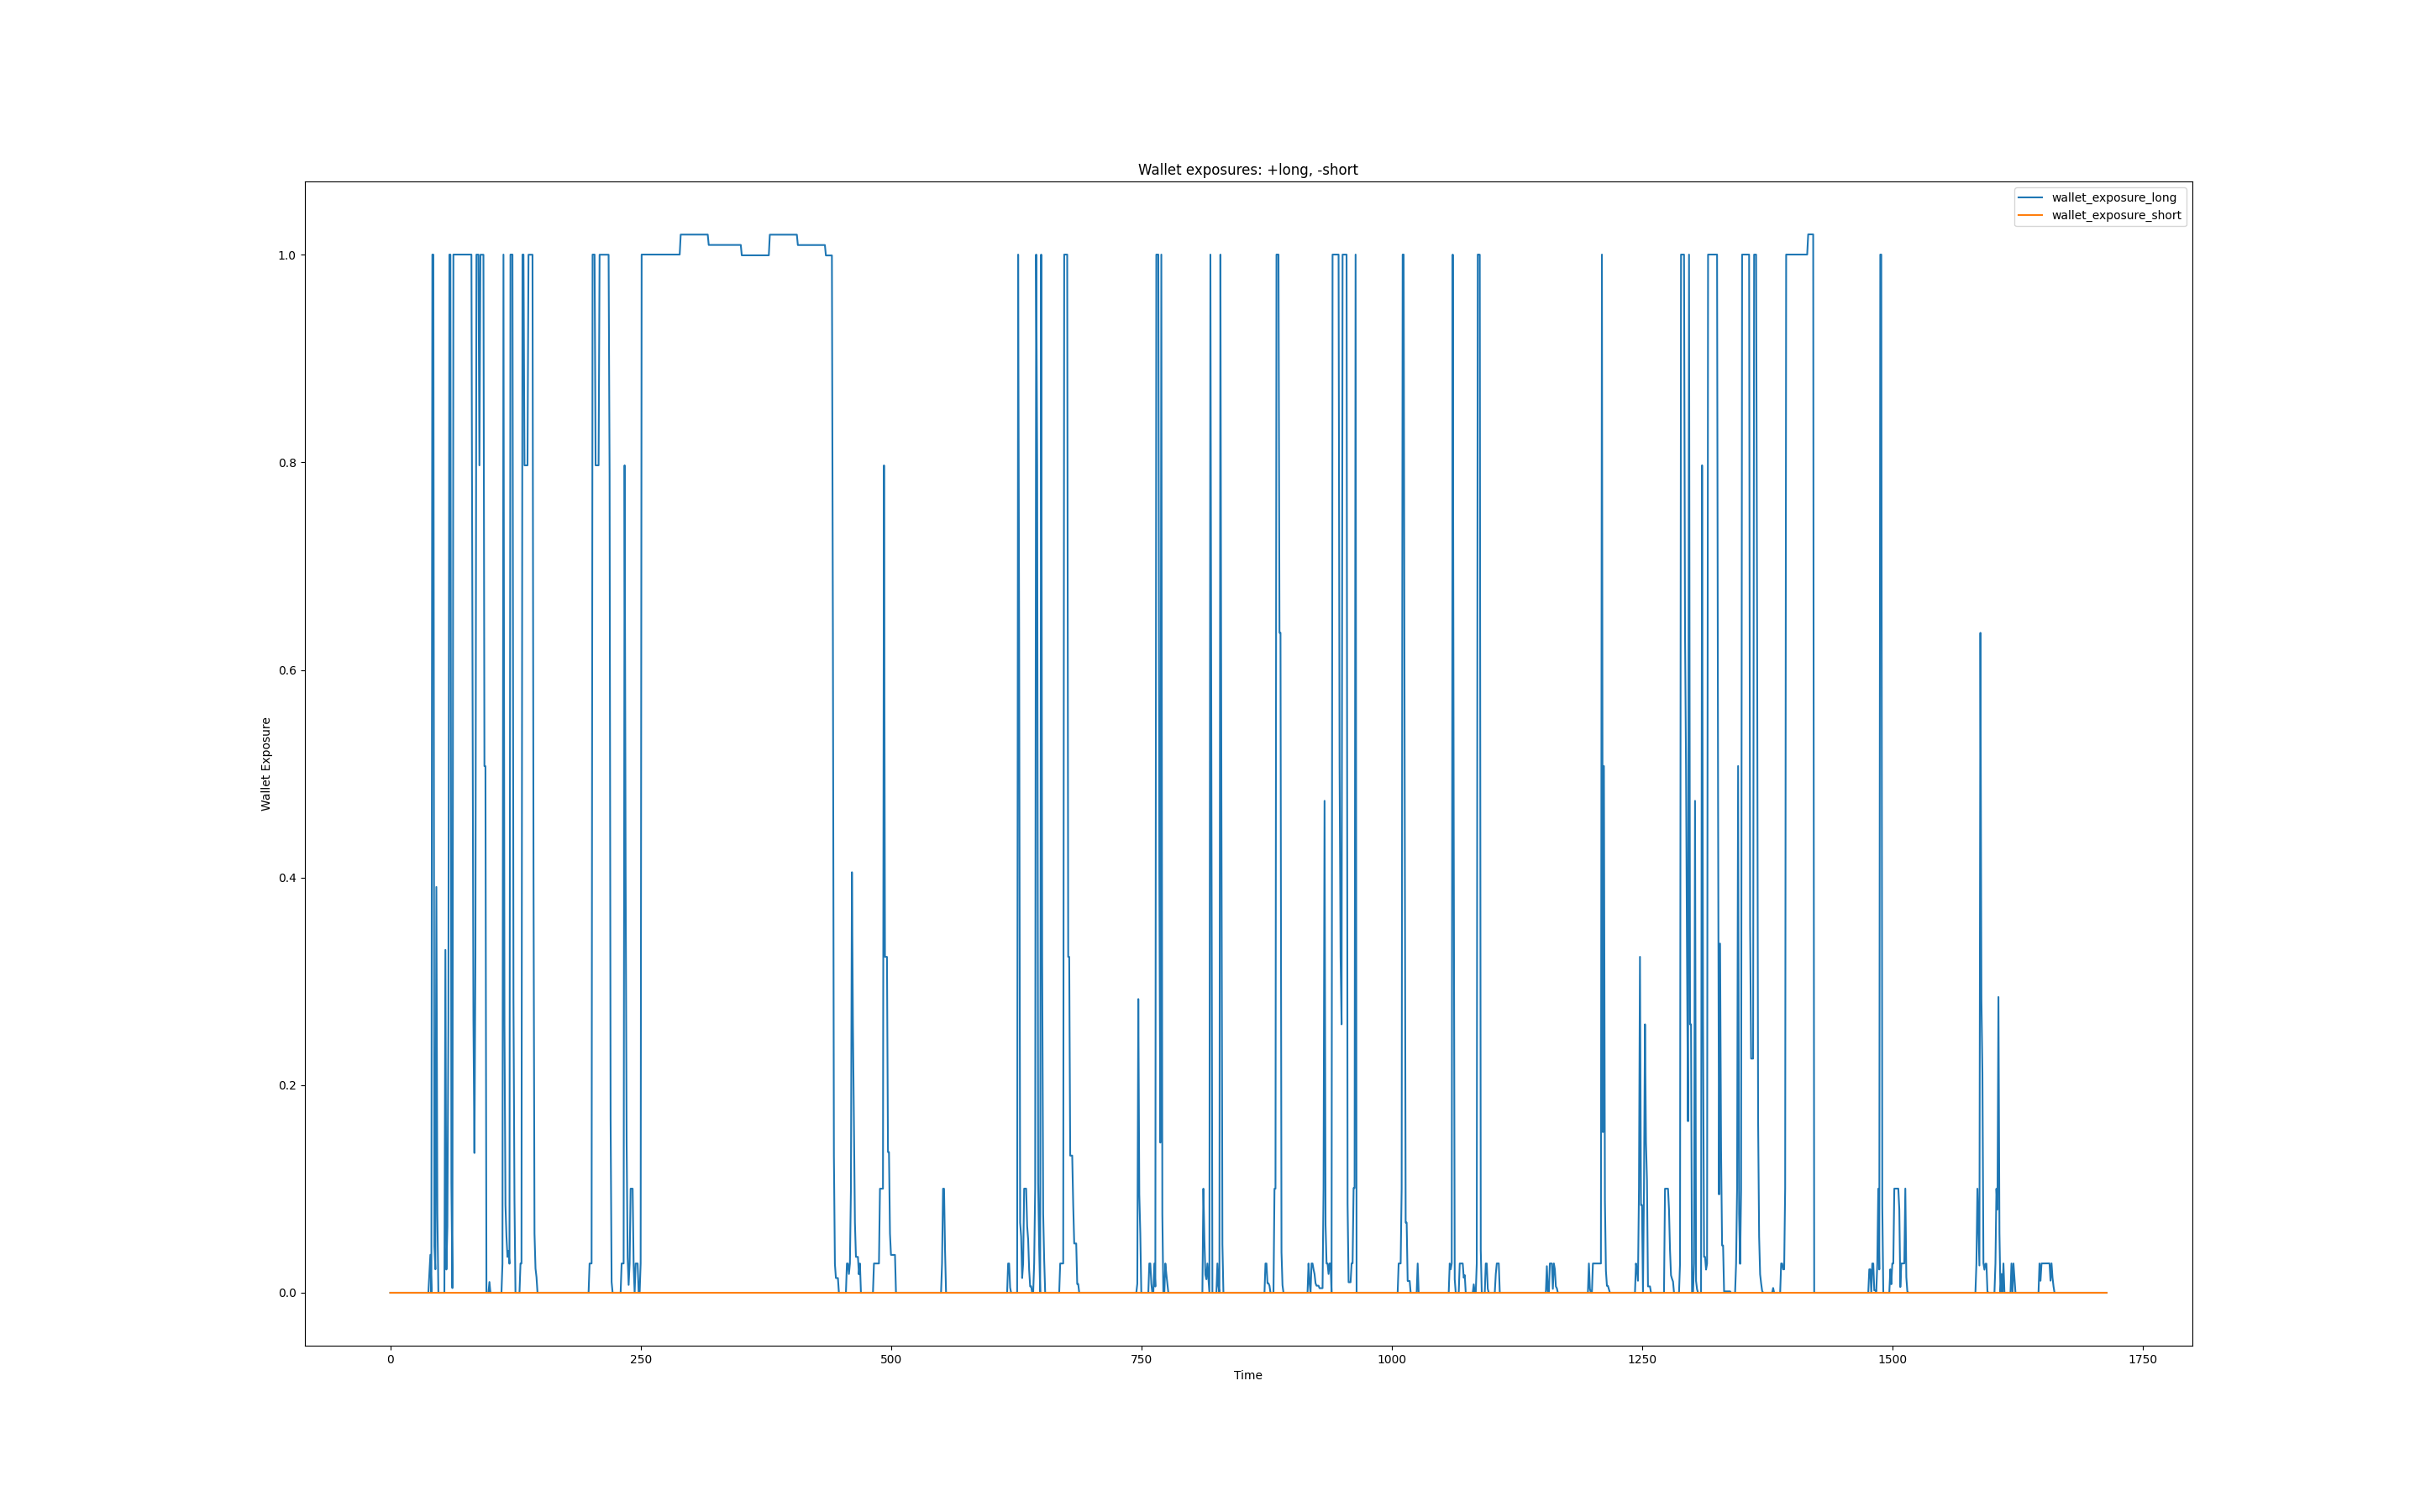 Wallet exposures: +long, -short
wallet_exposure_long
wallet_exposure_short
1.0
0.8
0.6
0.4
0.2
0.0
Wallet Exposure
0 250 500 750 1000 1250 1500 1750
Time